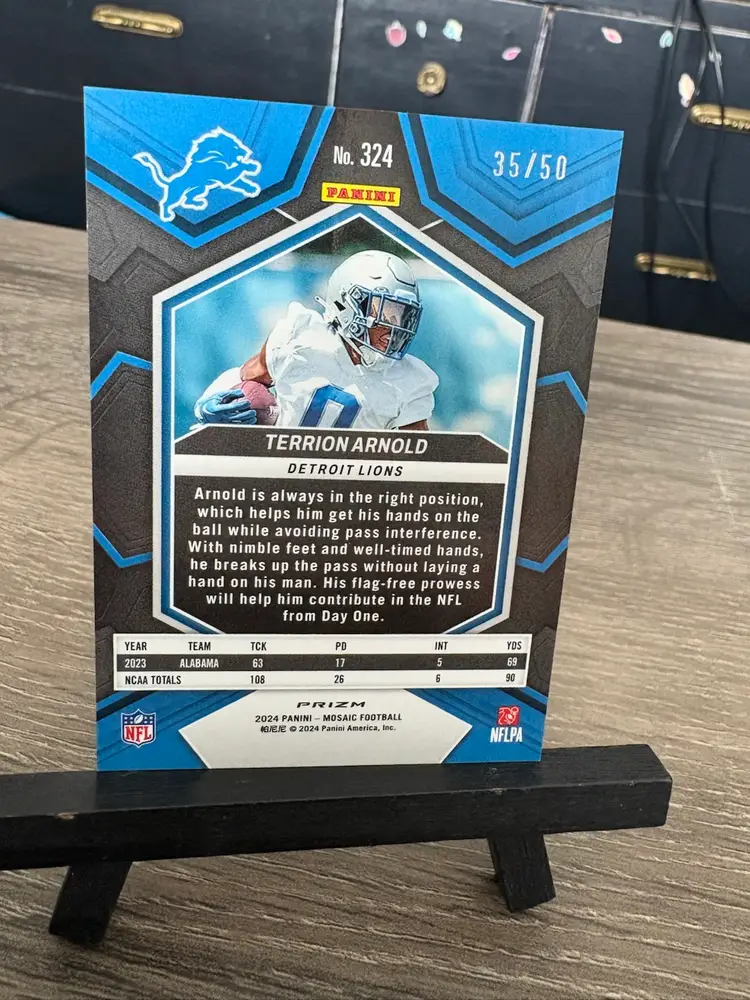 No. 324
35/50
PANINI
0
TERRION ARNOLD
DETROIT LIONS
Arnold is always in the right position,
which helps him get his hands on the
ball while avoiding pass interference.
With nimble feet and well-timed hands,
he breaks up the pass without laying a
hand on his man. His flag-free prowess
will help him contribute in the NFL
from Day One.
YEAR TEAM TCK PD INT YDS
2023 ALABAMA 63 17 5 69
NCAA TOTALS 108 26 6 90
PRIZM
2024 PANINI – MOSAIC FOOTBALL
帕尼尼 © 2024 Panini America, Inc.
NFL
NFLPA